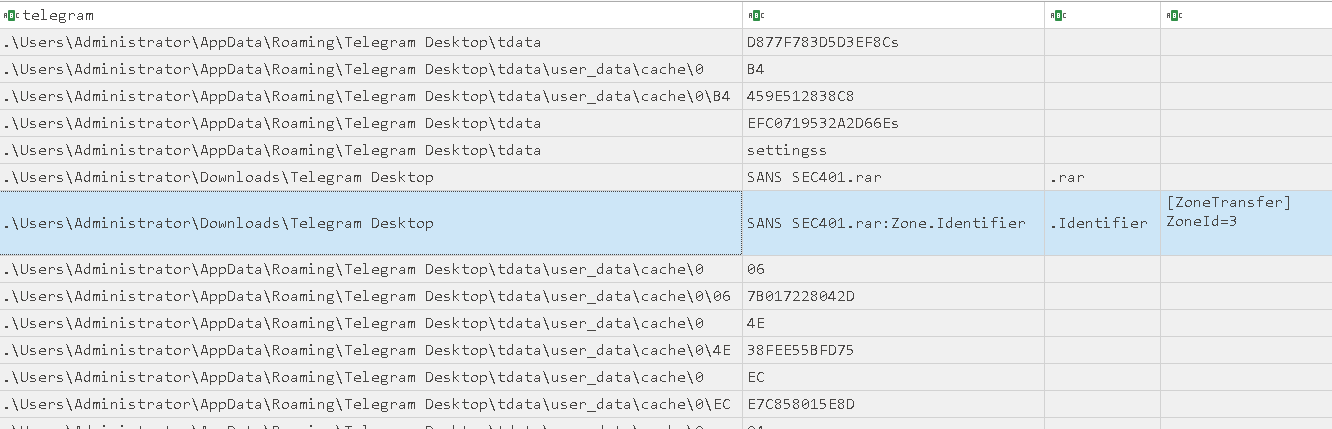 telegram
.\Users\Administrator\AppData\Roaming\Telegram Desktop\tdata D877F783D5D3EF8Cs
.\Users\Administrator\AppData\Roaming\Telegram Desktop\tdata\user_data\cache\0 B4
.\Users\Administrator\AppData\Roaming\Telegram Desktop\tdata\user_data\cache\0\B4 459E512838C8
.\Users\Administrator\AppData\Roaming\Telegram Desktop\tdata EFC0719532A2D66Es
.\Users\Administrator\AppData\Roaming\Telegram Desktop\tdata settingss
.\Users\Administrator\Downloads\Telegram Desktop SANS SEC401.rar .rar
.\Users\Administrator\Downloads\Telegram Desktop SANS SEC401.rar:Zone.Identifier .Identifier [ZoneTransfer]
ZoneId=3
.\Users\Administrator\AppData\Roaming\Telegram Desktop\tdata\user_data\cache\0 06
.\Users\Administrator\AppData\Roaming\Telegram Desktop\tdata\user_data\cache\0\06 7B017228042D
.\Users\Administrator\AppData\Roaming\Telegram Desktop\tdata\user_data\cache\0 4E
.\Users\Administrator\AppData\Roaming\Telegram Desktop\tdata\user_data\cache\0\4E 38FEE55BFD75
.\Users\Administrator\AppData\Roaming\Telegram Desktop\tdata\user_data\cache\0 EC
.\Users\Administrator\AppData\Roaming\Telegram Desktop\tdata\user_data\cache\0\EC E7C858015E8D